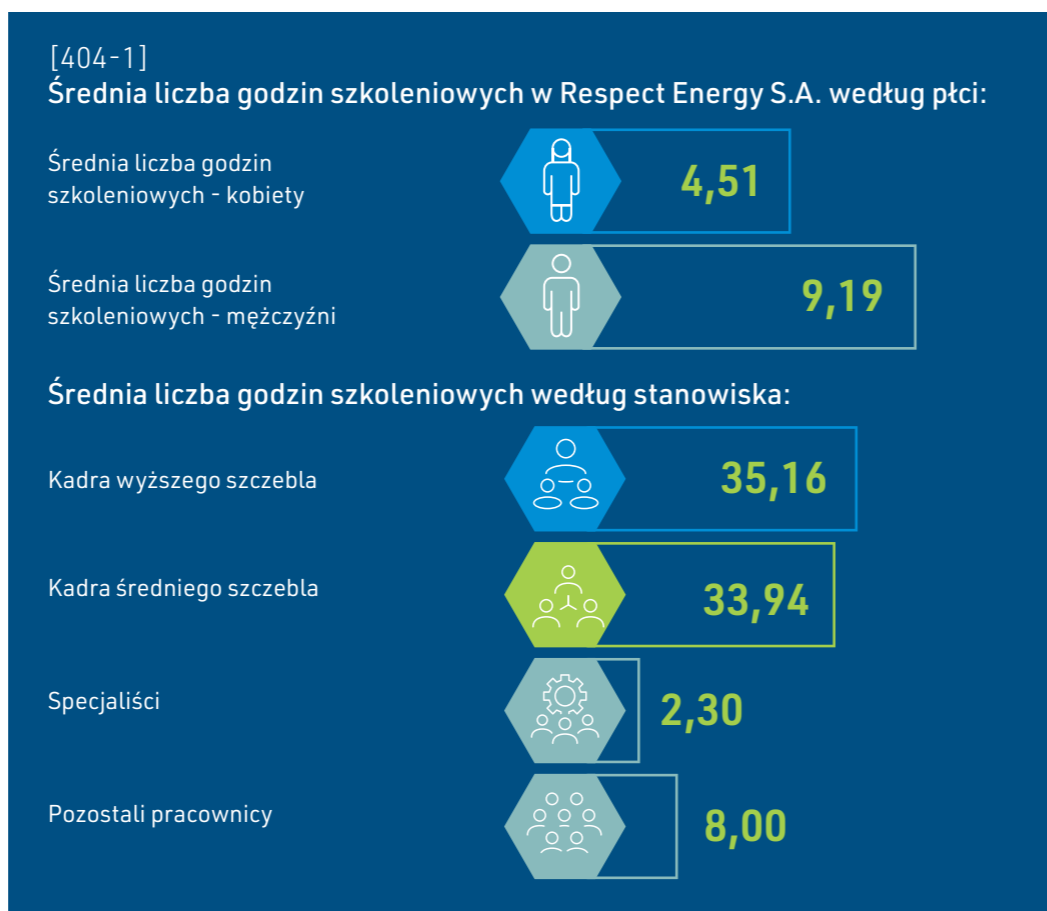 [404-1]
Średnia liczba godzin szkoleniowych w Respect Energy S.A. według płci:
Średnia liczba godzin
szkoleniowych - kobiety
4,51
Średnia liczba godzin
szkoleniowych - mężczyźni
9,19
Średnia liczba godzin szkoleniowych według stanowiska:
Kadra wyższego szczebla
35,16
Kadra średniego szczebla
33,94
Specjaliści
2,30
Pozostali pracownicy
8,00